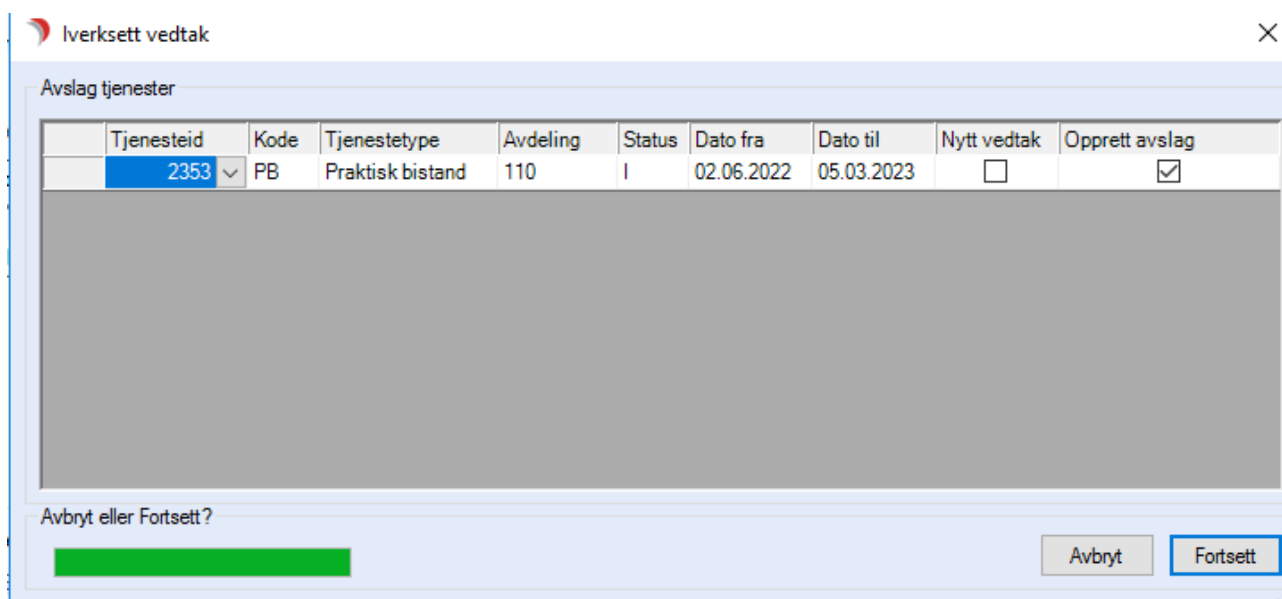 Iverksett vedtak
Avslag tjenester
Tjenesteid Kode Tjenestetype Avdeling Status Dato fra Dato til Nytt vedtak Opprett avslag
2353 PB Praktisk bistand 110 I 02.06.2022 05.03.2023
Avbryt eller Fortsett?
Avbryt Fortsett